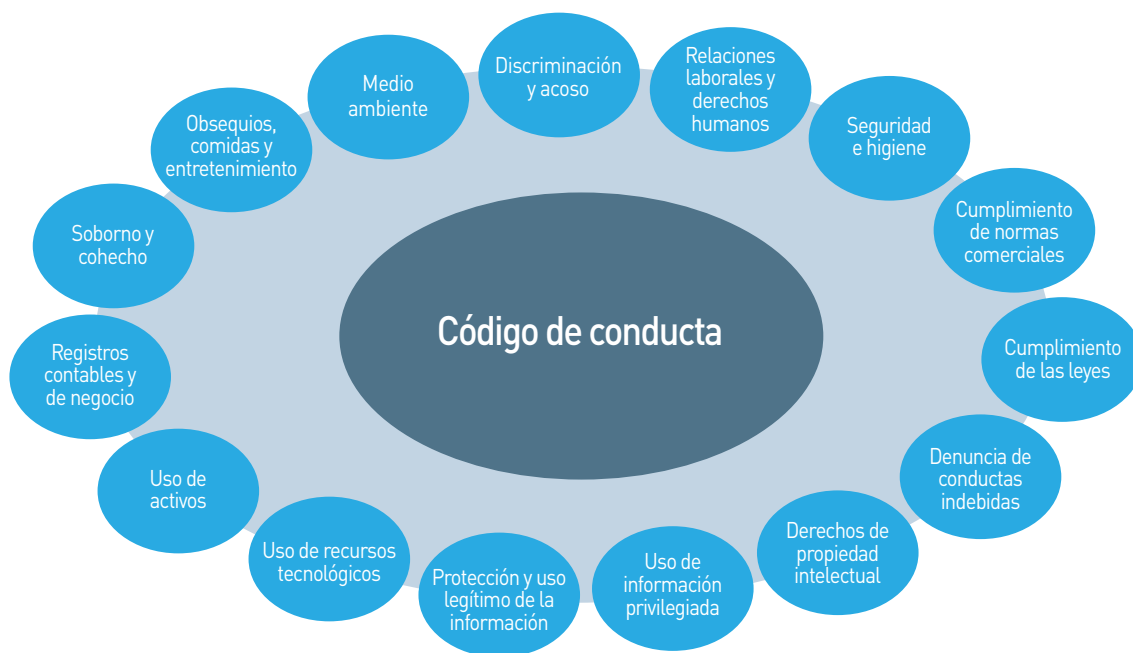 Discriminación
y acoso
Relaciones
laborales y
derechos
humanos
Seguridad
e higiene
Cumplimiento
de normas
comerciales
Cumplimiento
de las leyes
Denuncia de
conductas
indebidas
Derechos de
propiedad
intelectual
Uso de
información
privilegiada
Protección y uso
legítimo de la
información
Uso de recursos
tecnológicos
Uso de
activos
Registros
contables y
de negocio
Soborno y
cohecho
Obsequios,
comidas y
entretenimiento
Medio
ambiente
Código de conducta